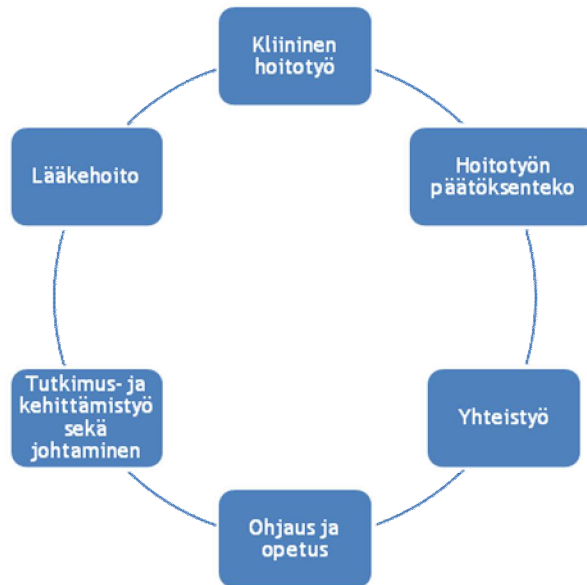 Kliininen
hoitotyö
Hoitotyön
päätöksenteko
Yhteistyö
Ohjaus ja
opetus
Tutkimus- ja
kehittämistyö
sekä
johtaminen
Lääkehoito